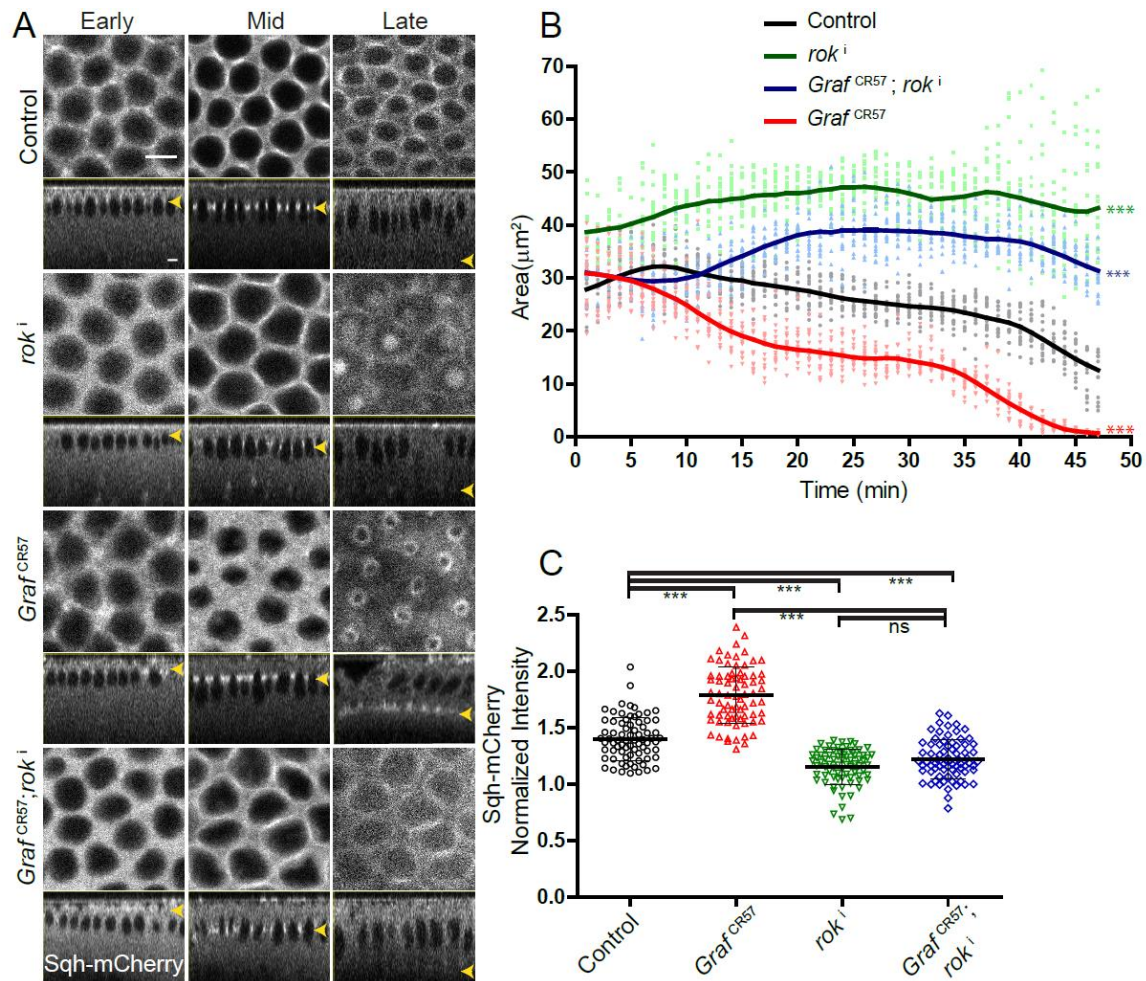 A
Early Mid Late
Control
rok i
Graf CR57
Graf CR57; rok i
Sqh-mCherry
B
Control
rok i
Graf CR57; rok i
Graf CR57
Area(µm²)
70
60
50
40
30
20
10
0
***
***
***
0 5 10 15 20 25 30 35 40 45 50
Time (min)
C
***
*** ***
*** ns
Sqh-mCherry
Normalized Intensity
2.5
2.0
1.5
1.0
0.5
0.0
Control
Graf CR57
rok i
Graf CR57;
rok i